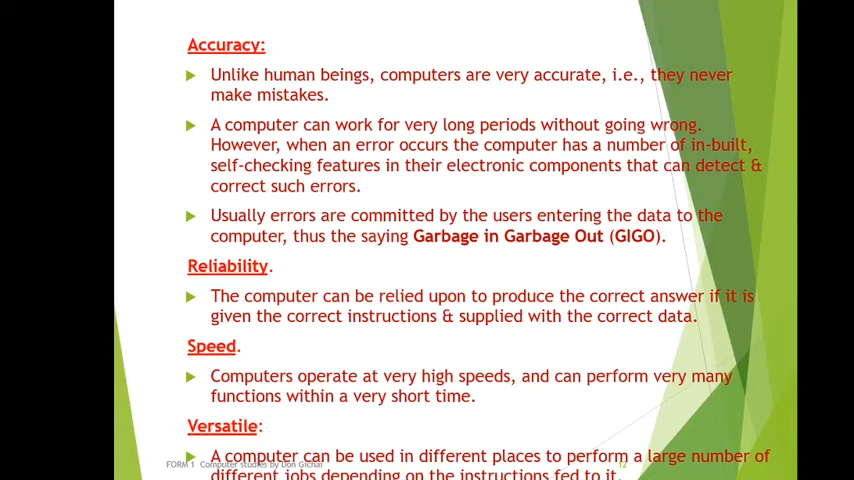 Accuracy:
Unlike human beings, computers are very accurate, i.e., they never
make mistakes.
A computer can work for very long periods without going wrong.
However, when an error occurs the computer has a number of in-built,
self-checking features in their electronic components that can detect &
correct such errors.
Usually errors are committed by the users entering the data to the
computer, thus the saying Garbage in Garbage Out (GIGO).
Reliability.
The computer can be relied upon to produce the correct answer if it is
given the correct instructions & supplied with the correct data.
Speed.
Computers operate at very high speeds, and can perform very many
functions within a very short time.
Versatile:
A computer can be used in different places to perform a large number of
FORM 1 Computer studies by Don Gichai 12
different jobs depending on the instructions fed to it.